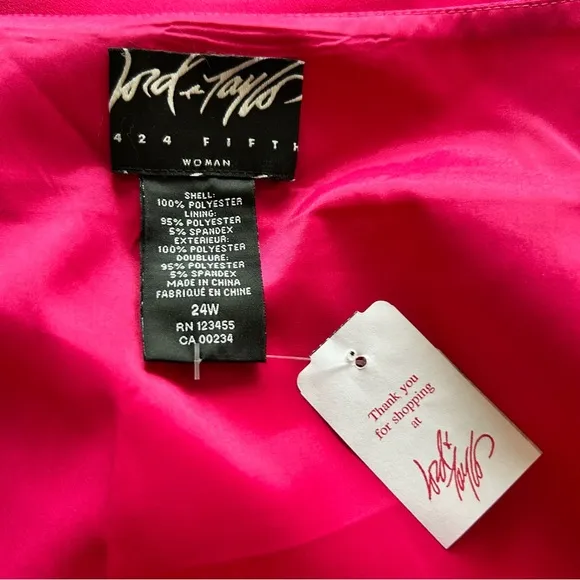 Lord & Taylor
424 FIFTH
WOMAN
SHELL:
100% POLYESTER
LINING:
95% POLYESTER
5% SPANDEX
EXTERIEUR:
100% POLYESTER
DOUBLURE:
95% POLYESTER
5% SPANDEX
MADE IN CHINA
FABRIQUÉ EN CHINE
24W
RN 123455
CA 00234
Thank you
for shopping
at
Lord &
Taylor